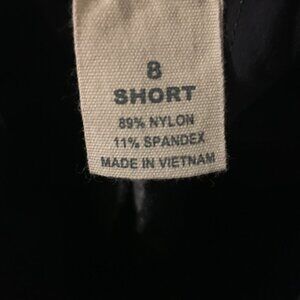 8
SHORT
89% NYLON
11% SPANDEX
MADE IN VIETNAM